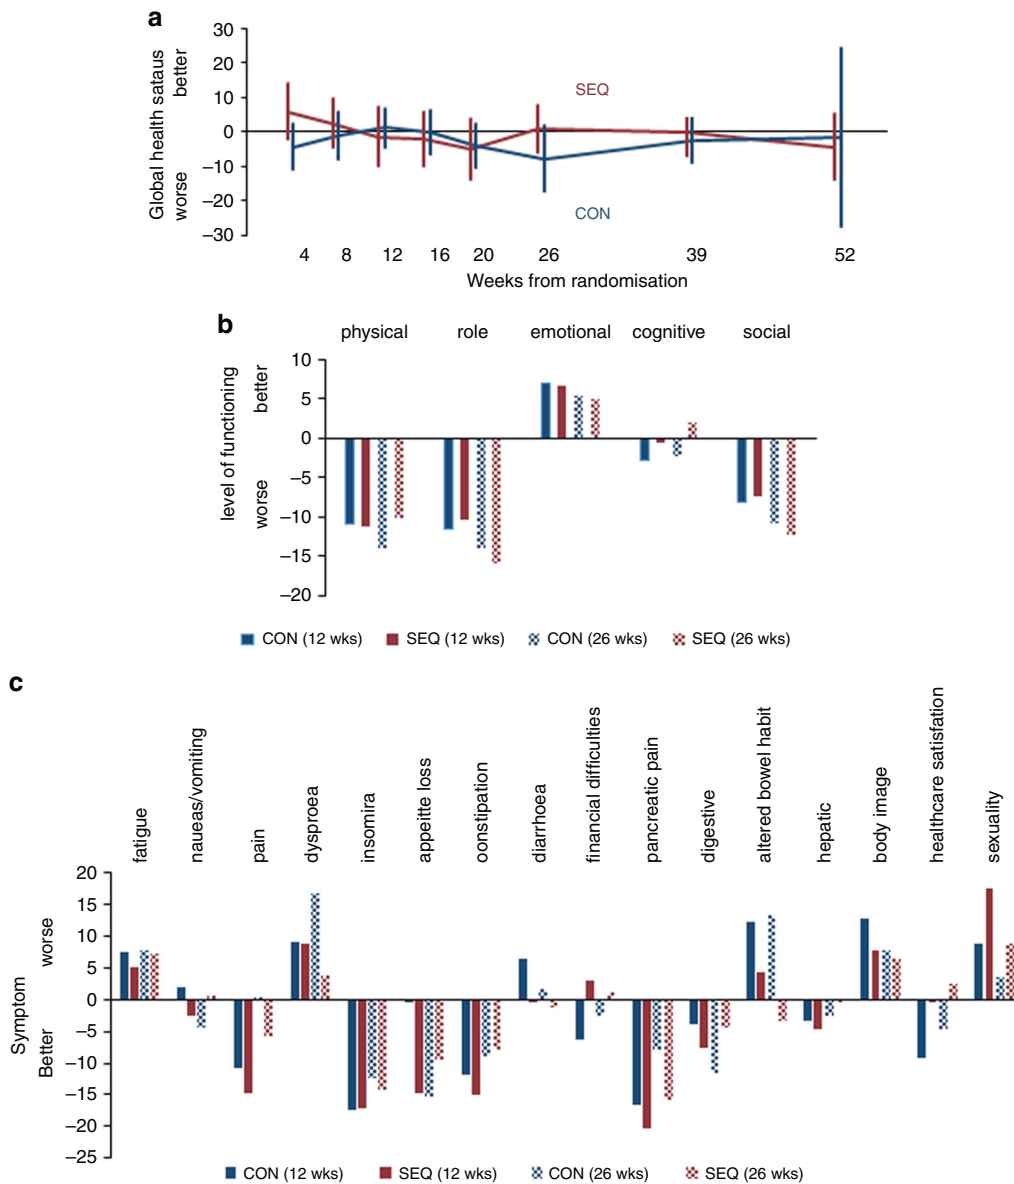 a
Global health sataus
worse better
30
20
10
0
–10
–20
–30
SEQ
CON
4 8 12 16 20 26 39 52
Weeks from randomisation
b
physical role emotional cognitive social
level of functioning
worse better
10
5
0
–5
–10
–15
–20
CON (12 wks) SEQ (12 wks) CON (26 wks) SEQ (26 wks)
c
fatigue
naueas/vomiting
pain
dysproea
insomira
appeitte loss
oonstipation
diarrhoea
financial difficulties
pancreatic pain
digestive
altered bowel habit
hepatic
body image
healthcare satisfation
sexuality
Symptom
Better worse
20
15
10
5
0
–5
–10
–15
–20
–25
CON (12 wks) SEQ (12 wks) CON (26 wks) SEQ (26 wks)